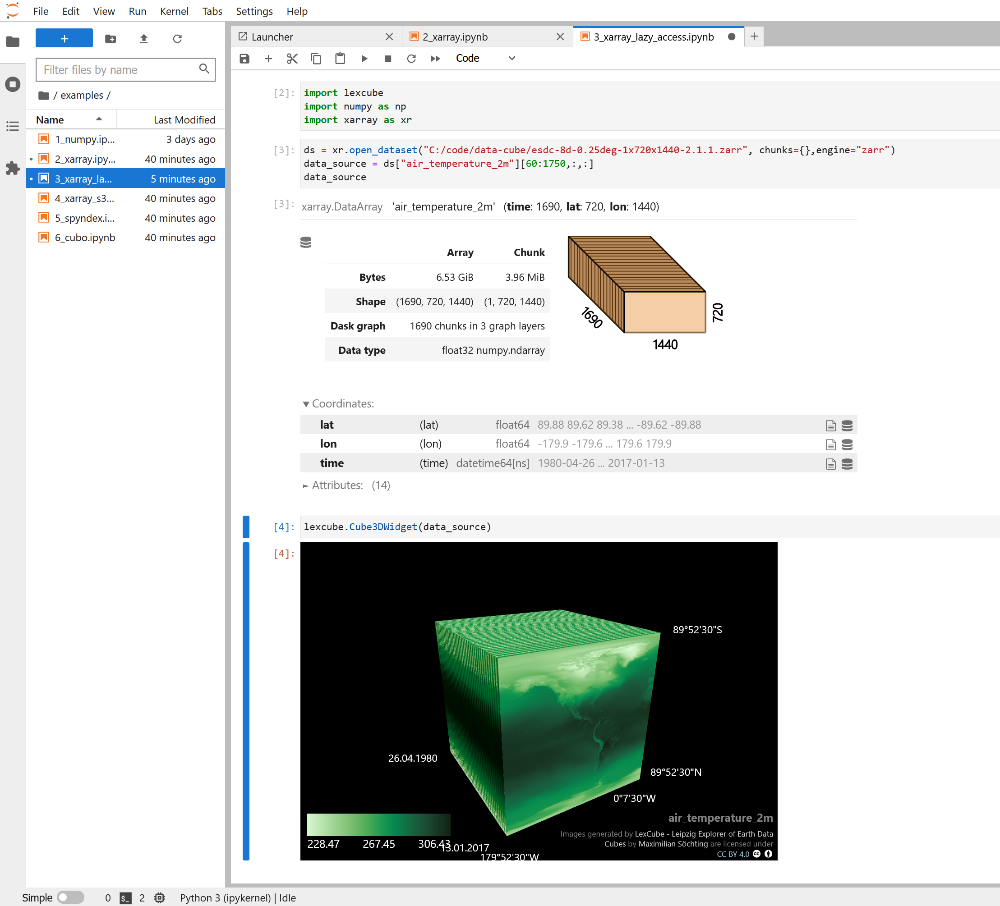 File Edit View Run Kernel Tabs Settings Help
Launcher
2_xarray.ipynb
3_xarray_lazy_access.ipynb
Code
Filter files by name
/ examples /
Name Last Modified
1_numpy.ip... 3 days ago
2_xarray.ipy... 40 minutes ago
3_xarray_la... 5 minutes ago
4_xarray_s3... 40 minutes ago
5_spyndex.i... 40 minutes ago
6_cubo.ipynb 40 minutes ago
[2]: import lexcube
import numpy as np
import xarray as xr
[3]: ds = xr.open_dataset("C:/code/data-cube/esdc-8d-0.25deg-1x720x1440-2.1.1.zarr", chunks={},engine="zarr")
data_source = ds["air_temperature_2m"][60:1750,:,:]
data_source
[3]: xarray.DataArray 'air_temperature_2m' (time: 1690, lat: 720, lon: 1440)
Array Chunk
Bytes 6.53 GiB 3.96 MiB
Shape (1690, 720, 1440) (1, 720, 1440)
Dask graph 1690 chunks in 3 graph layers
Data type float32 numpy.ndarray
1690
720
1440
▼ Coordinates:
lat (lat) float64 89.88 89.62 89.38 ... -89.62 -89.88
lon (lon) float64 -179.9 -179.6 ... 179.6 179.9
time (time) datetime64[ns] 1980-04-26 ... 2017-01-13
► Attributes: (14)
[4]: lexcube.Cube3DWidget(data_source)
[4]:
89°52'30"S
26.04.1980
89°52'30"N
0°7'30"W
air_temperature_2m
Images generated by LexCube - Leipzig Explorer of Earth Data
Cubes by Maximilian Söchting are licensed under
CC BY 4.0
228.47 267.45 306.43
13.01.2017
179°52'30"W
Simple 0 $_ 2 Python 3 (ipykernel) | Idle